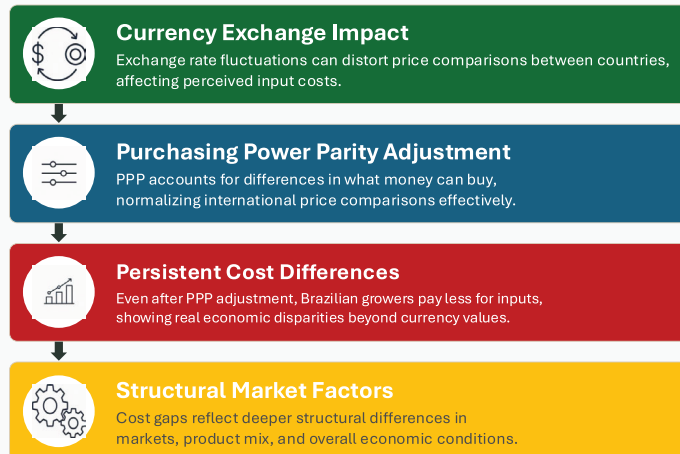 Currency Exchange Impact
Exchange rate fluctuations can distort price comparisons between countries,
affecting perceived input costs.
Purchasing Power Parity Adjustment
PPP accounts for differences in what money can buy,
normalizing international price comparisons effectively.
Persistent Cost Differences
Even after PPP adjustment, Brazilian growers pay less for inputs,
showing real economic disparities beyond currency values.
Structural Market Factors
Cost gaps reflect deeper structural differences in
markets, product mix, and overall economic conditions.